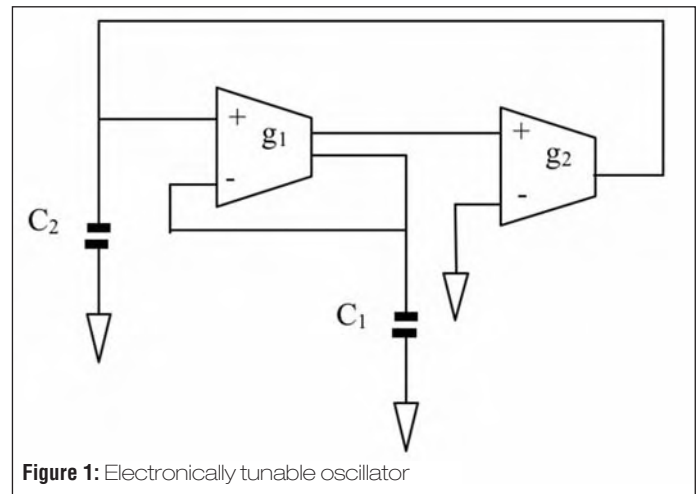 +
g₁
-
+
g₂
-
C₂
C₁
Figure 1: Electronically tunable oscillator